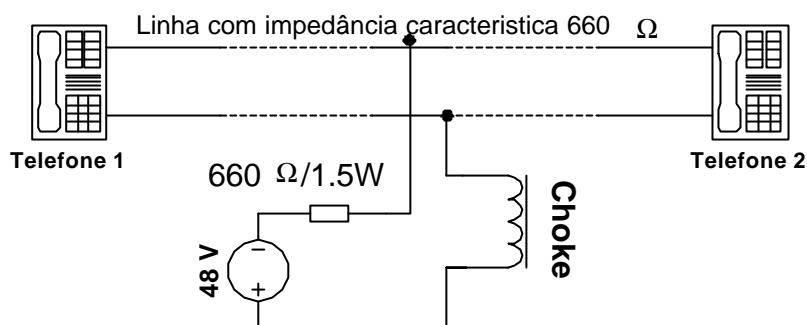 Linha com impedância caracteristica 660 Ω
Telefone 1
Telefone 2
660 Ω/1.5W
Choke
48 V